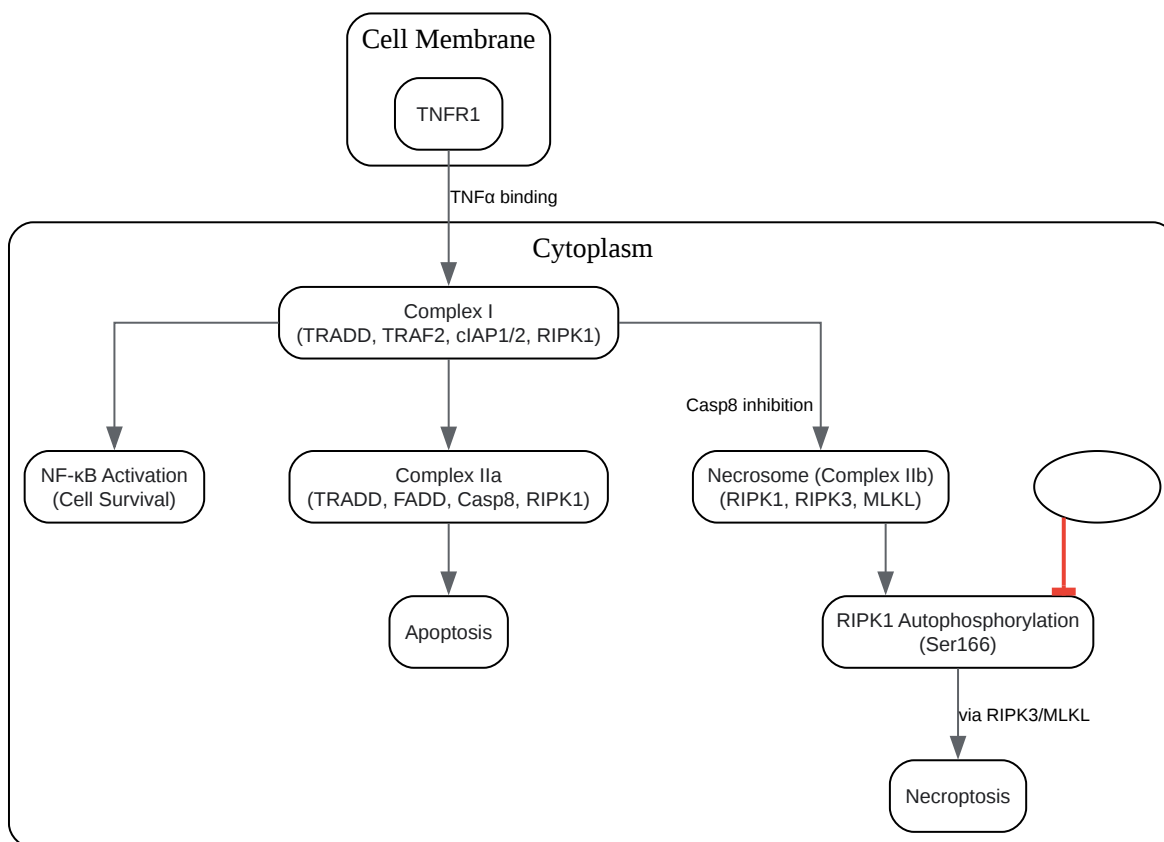 Cell Membrane
TNFR1
TNFα binding
Cytoplasm
Complex I
(TRADD, TRAF2, cIAP1/2, RIPK1)
Casp8 inhibition
NF-κB Activation
(Cell Survival)
Complex IIa
(TRADD, FADD, Casp8, RIPK1)
Necrosome (Complex IIb)
(RIPK1, RIPK3, MLKL)
Apoptosis
RIPK1 Autophosphorylation
(Ser166)
via RIPK3/MLKL
Necroptosis